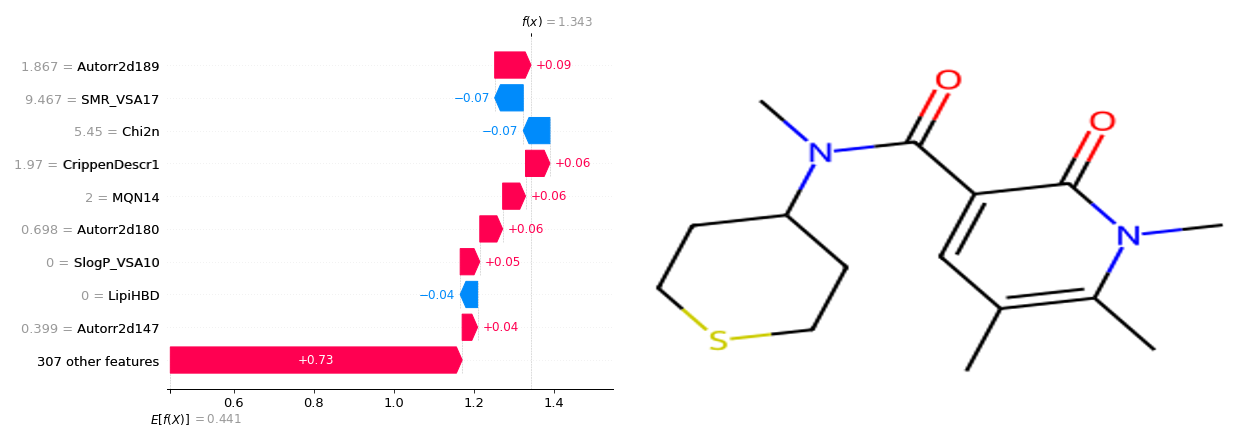 f(x) = 1.343
1.867 = Autorr2d189 +0.09
9.467 = SMR_VSA17 −0.07
5.45 = Chi2n −0.07
1.97 = CrippenDescr1 +0.06
2 = MQN14 +0.06
0.698 = Autorr2d180 +0.06
0 = SlogP_VSA10 +0.05
0 = LipiHBD −0.04
0.399 = Autorr2d147 +0.04
307 other features +0.73
0.6 0.8 1.0 1.2 1.4
E[f(X)] = 0.441
O
O
N
N
S